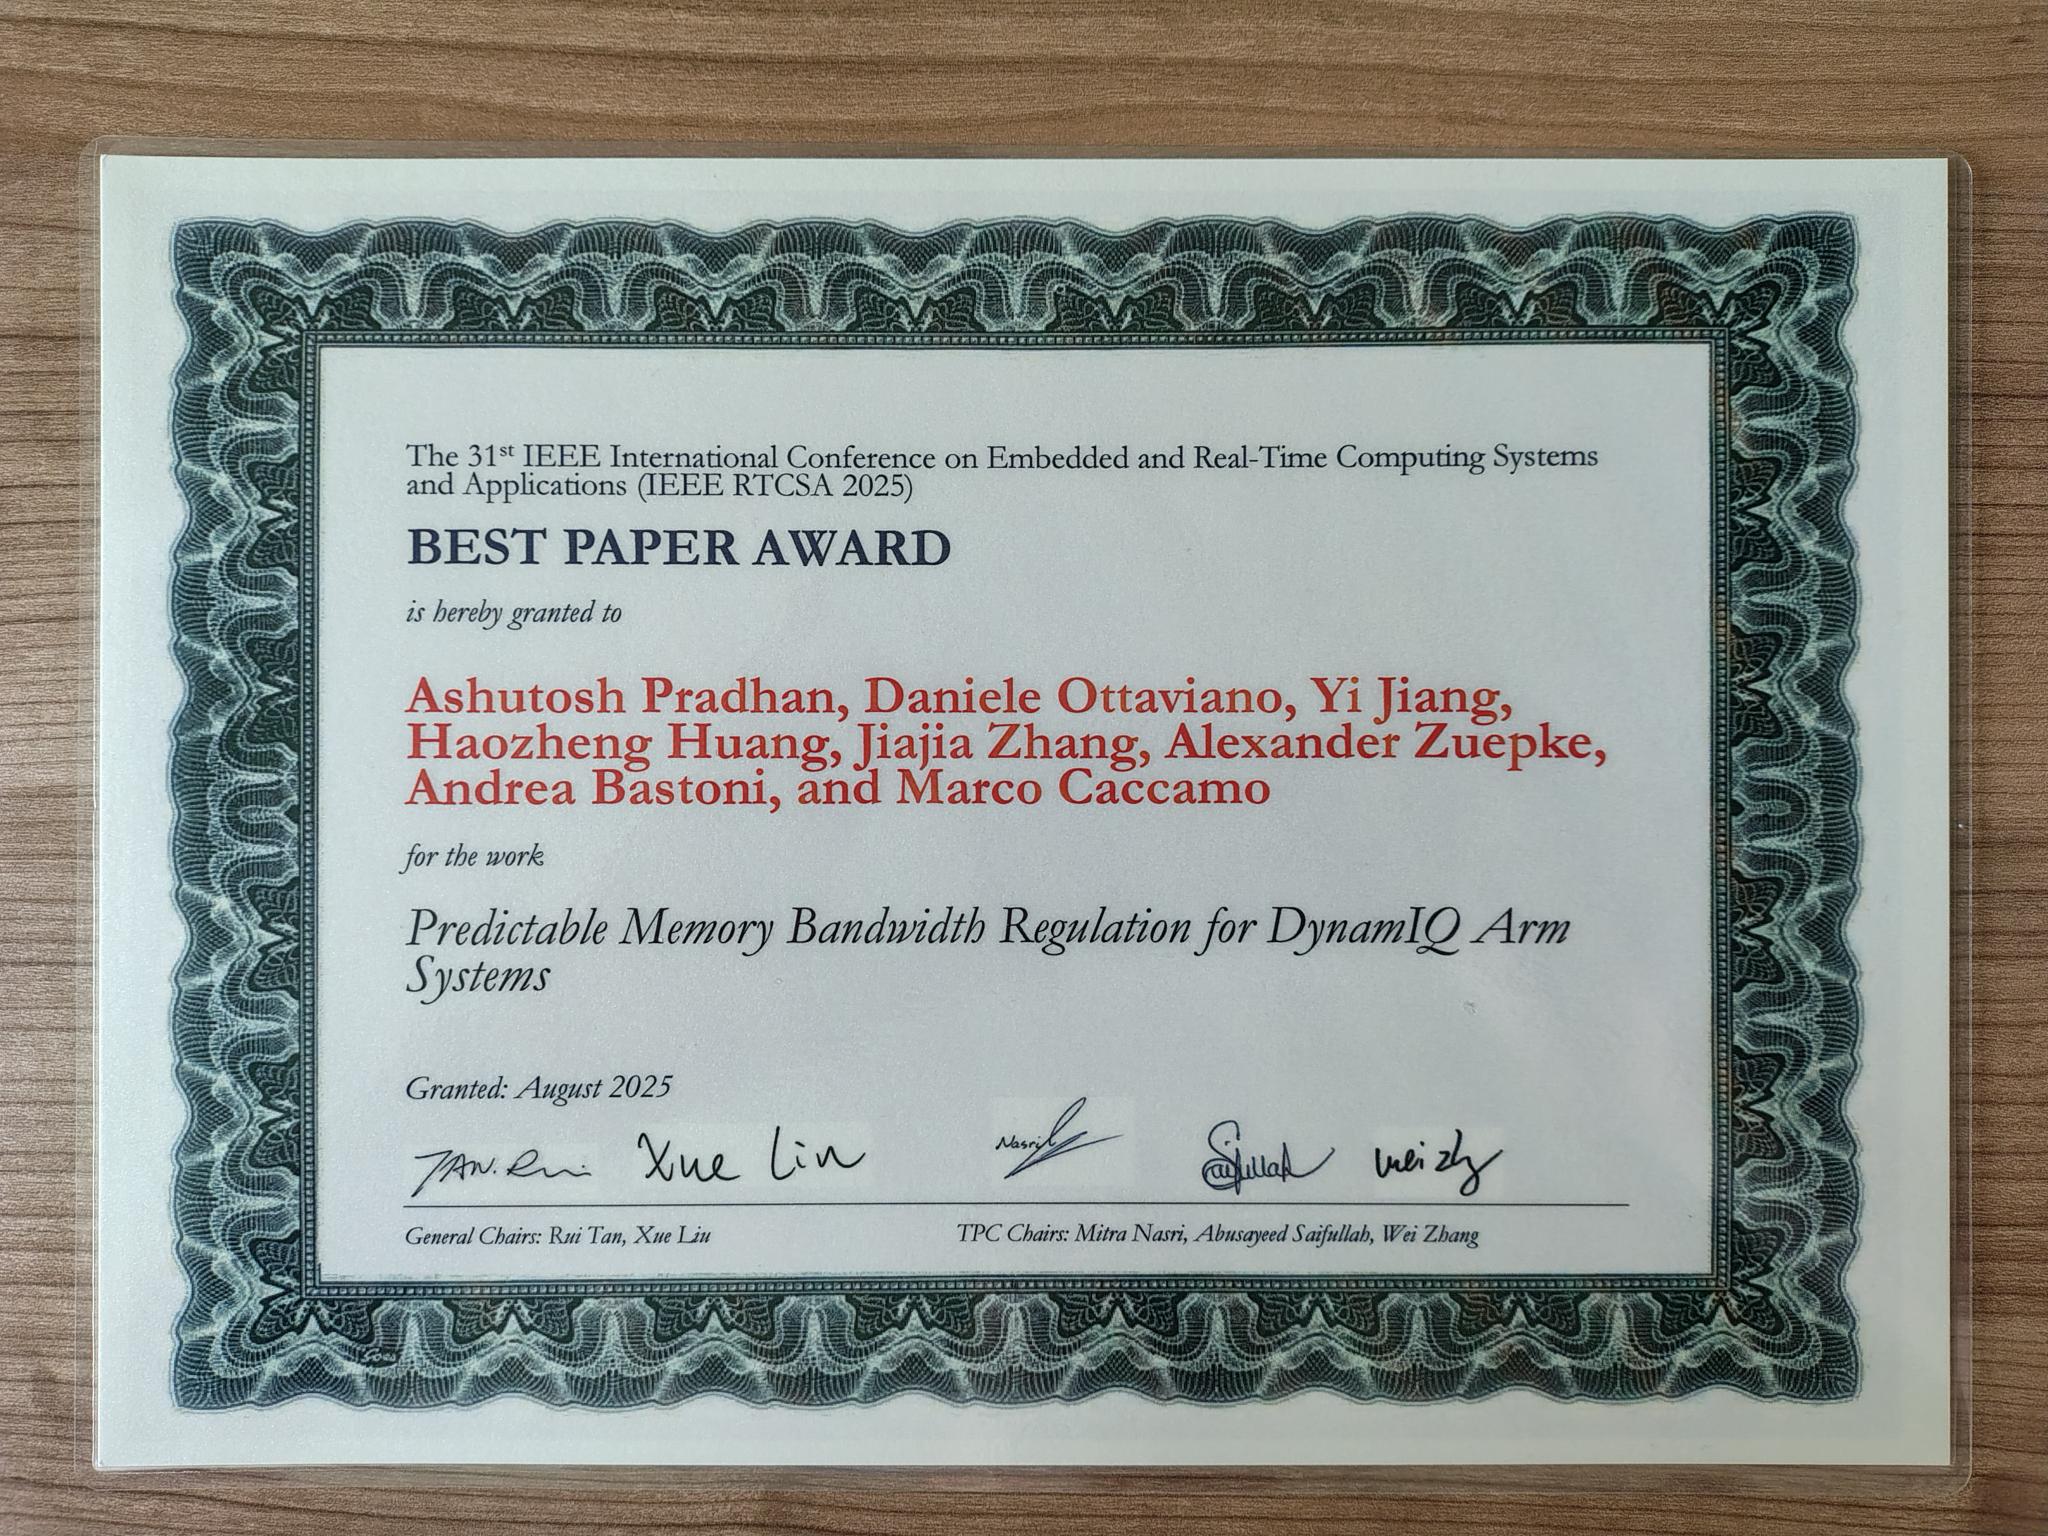 The 31st IEEE International Conference on Embedded and Real-Time Computing Systems
and Applications (IEEE RTCSA 2025)
BEST PAPER AWARD
is hereby granted to
Ashutosh Pradhan, Daniele Ottaviano, Yi Jiang,
Haozheng Huang, Jiajia Zhang, Alexander Zuepke,
Andrea Bastoni, and Marco Caccamo
for the work
Predictable Memory Bandwidth Regulation for DynamIQ Arm
Systems
Granted: August 2025
Xue Liu Nasri Saifullah
General Chairs: Rui Tan, Xue Liu TPC Chairs: Mitra Nasri, Abusayeed Saifullah, Wei Zhang